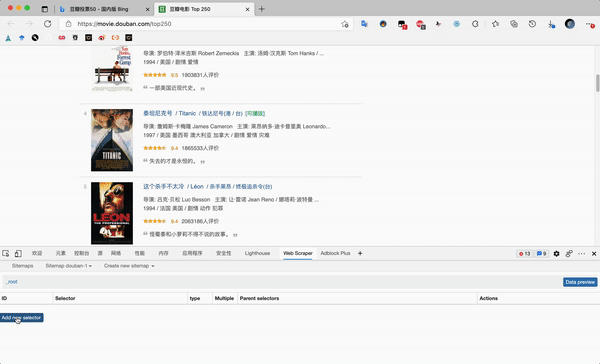 豆瓣投票50 - 国内版 Bing
豆瓣电影 Top 250
https://movie.douban.com/top250
导演: 罗伯特·泽米吉斯 Robert Zemeckis 主演: 汤姆·汉克斯 Tom Hanks / ...
1994 / 美国 / 剧情 爱情
9.5 1903831人评价
一部美国近现代史。
4
泰坦尼克号 / Titanic / 铁达尼号(港 / 台) [可播放]
导演: 詹姆斯·卡梅隆 James Cameron 主演: 莱昂纳多·迪卡普里奥 Leonardo...
1997 / 美国 墨西哥 澳大利亚 加拿大 / 剧情 爱情 灾难
9.4 1865533人评价
失去的才是永恒的。
TITANIC
5
这个杀手不太冷 / Léon / 杀手莱昂 / 终极追杀令(台)
导演: 吕克·贝松 Luc Besson 主演: 让·雷诺 Jean Reno / 娜塔莉·波特曼 ...
1994 / 法国 美国 / 剧情 动作 犯罪
9.4 2063186人评价
怪蜀黍和小萝莉不得不说的故事。
LEON
THE PROFESSIONAL
欢迎 元素 控制台 源 网络 性能 内存 应用程序 安全性 Lighthouse Web Scraper Adblock Plus
13 9
Sitemaps Sitemap douban-1 Create new sitemap
_root
Data preview
ID Selector type Multiple Parent selectors Actions
Add new selector